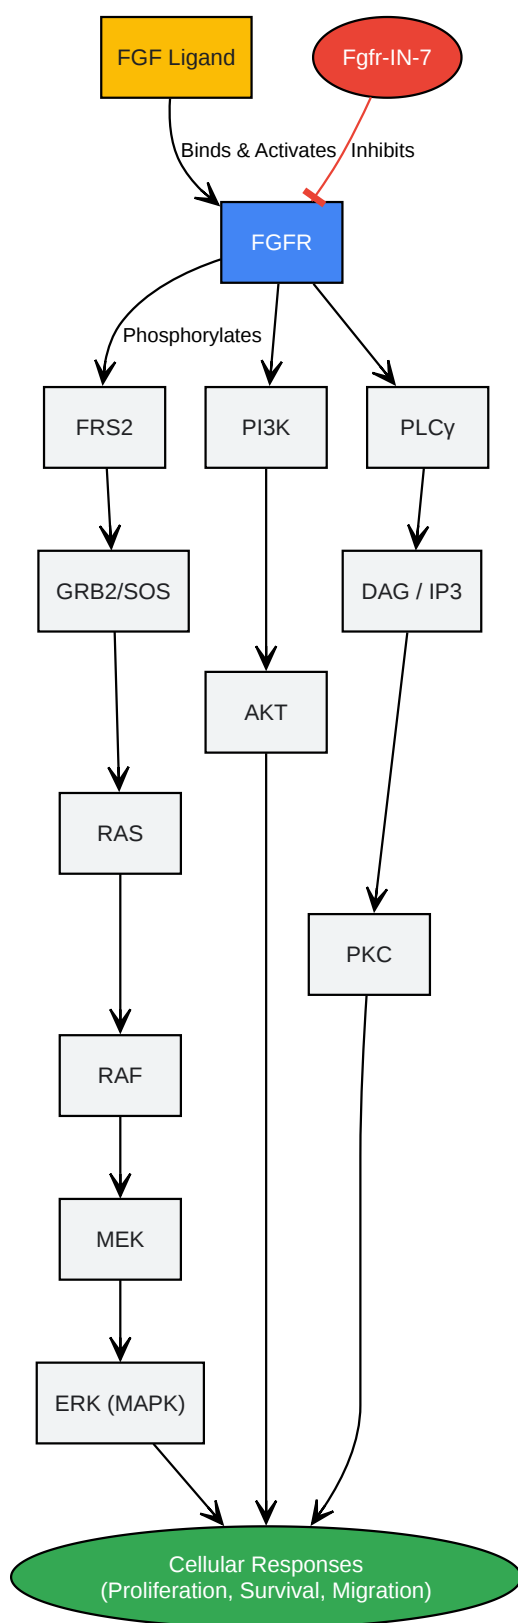 FGF Ligand
Fgfr-IN-7
Binds & Activates
Inhibits
FGFR
Phosphorylates
FRS2
PI3K
PLCγ
GRB2/SOS
DAG / IP3
AKT
RAS
PKC
RAF
MEK
ERK (MAPK)
Cellular Responses
(Proliferation, Survival, Migration)